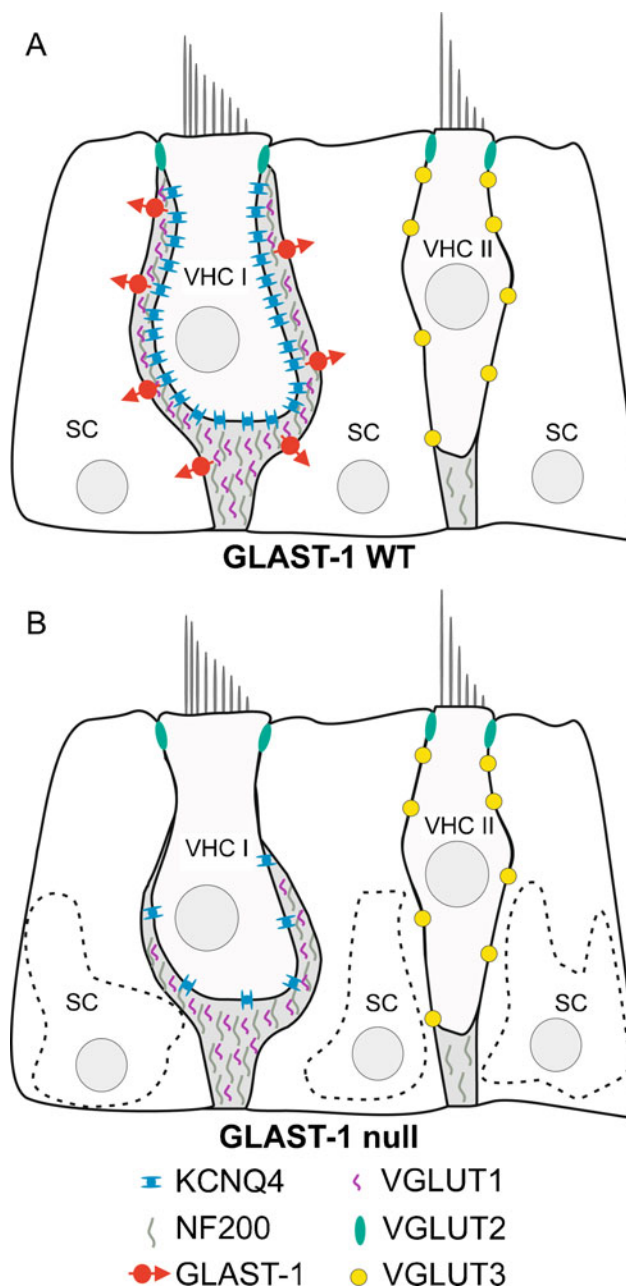 A
VHC I
VHC II
SC
SC
SC
GLAST-1 WT
B
VHC I
VHC II
SC
SC
SC
GLAST-1 null
KCNQ4
VGLUT1
NF200
VGLUT2
GLAST-1
VGLUT3